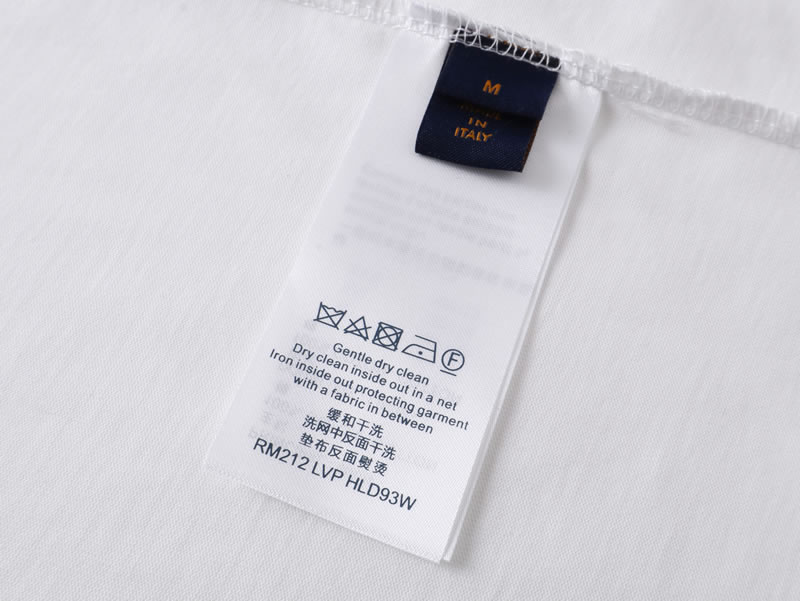 M
MADE
IN
ITALY
Gentle dry clean
Dry clean inside out in a net
Iron inside out protecting garment
with a fabric in between
缓和干洗
洗网中反面干洗
垫布反面熨烫
RM212 LVP HLD93W
F